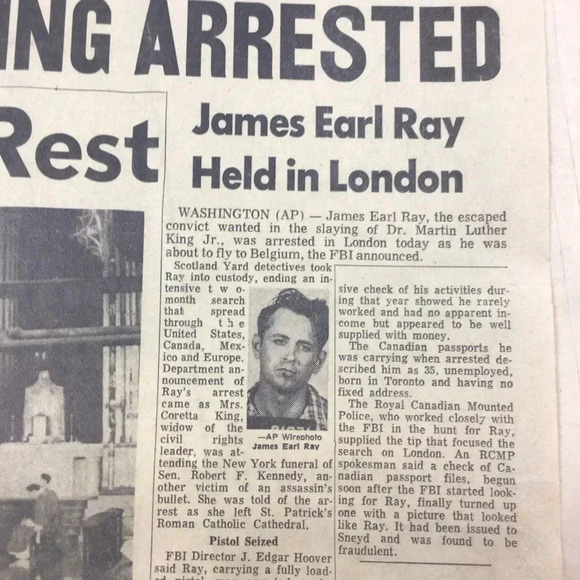 ING ARRESTED
Rest
James Earl Ray
Held in London
WASHINGTON (AP) — James Earl Ray, the escaped
convict wanted in the slaying of Dr. Martin Luther
King Jr., was arrested in London today as he was
about to fly to Belgium, the FBI announced.
Scotland Yard detectives took
Ray into custody, ending an in-
tensive two-
month search
that spread
through the
United States,
Canada, Mex-
ico and Europe.
Department an-
nouncement of
Ray's arrest
came as Mrs.
Coretta King,
widow of the
civil rights
leader, was at-
tending the New York funeral of
Sen. Robert F. Kennedy, an-
other victim of an assassin's
bullet. She was told of the ar-
rest as she left St. Patrick's
Roman Catholic Cathedral.
Pistol Seized
FBI Director J. Edgar Hoover
said Ray, carrying a fully load-
—AP Wirephoto
James Earl Ray
sive check of his activities dur-
ing that year showed he rarely
worked and had no apparent in-
come but appeared to be well
supplied with money.
The Canadian passports he
was carrying when arrested de-
scribed him as 35, unemployed,
born in Toronto and having no
fixed address.
The Royal Canadian Mounted
Police, who worked closely with
the FBI in the hunt for Ray,
supplied the tip that focused the
search on London. An RCMP
spokesman said a check of Ca-
nadian passport files, begun
soon after the FBI started look-
ing for Ray, finally turned up
one with a picture that looked
like Ray. It had been issued to
Sneyd and was found to be
fraudulent.